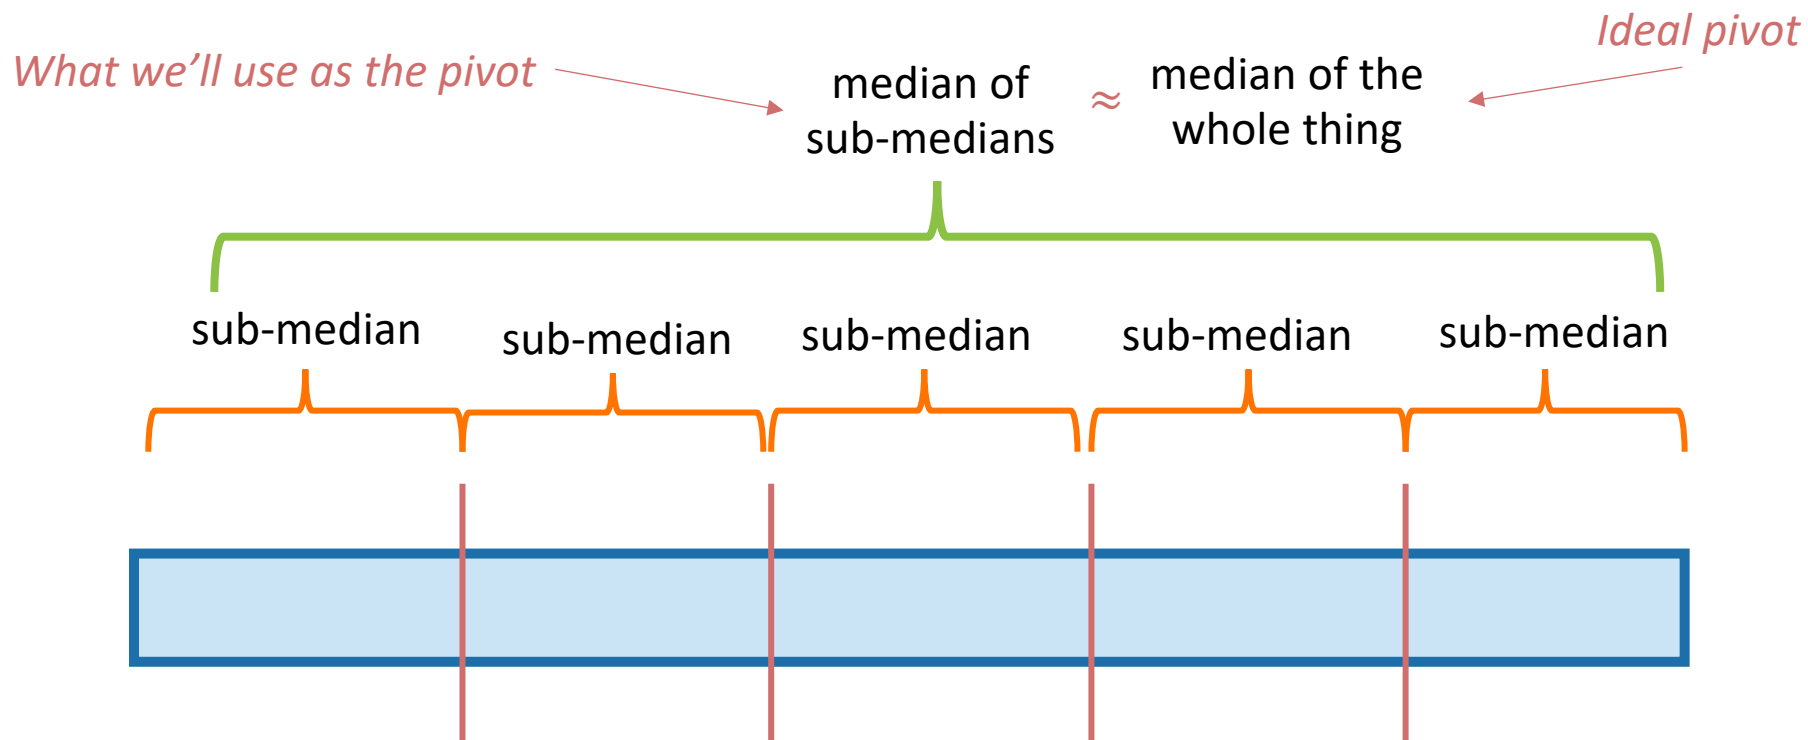 Ideal pivot
What we’ll use as the pivot
median of
sub-medians
≈
median of the
whole thing
sub-median
sub-median
sub-median
sub-median
sub-median